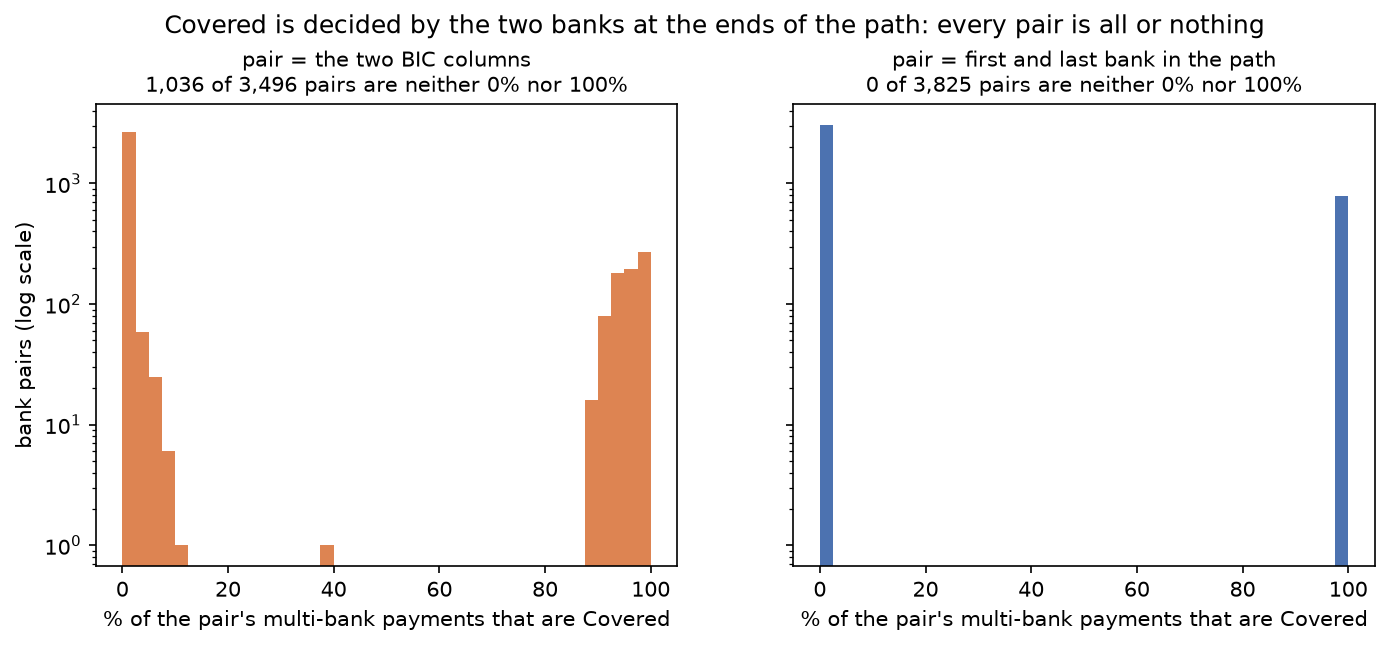 Covered is decided by the two banks at the ends of the path: every pair is all or nothing
pair = the two BIC columns
1,036 of 3,496 pairs are neither 0% nor 100%
bank pairs (log scale)
10³
10²
10¹
10⁰
0 20 40 60 80 100
% of the pair's multi-bank payments that are Covered
pair = first and last bank in the path
0 of 3,825 pairs are neither 0% nor 100%
0 20 40 60 80 100
% of the pair's multi-bank payments that are Covered